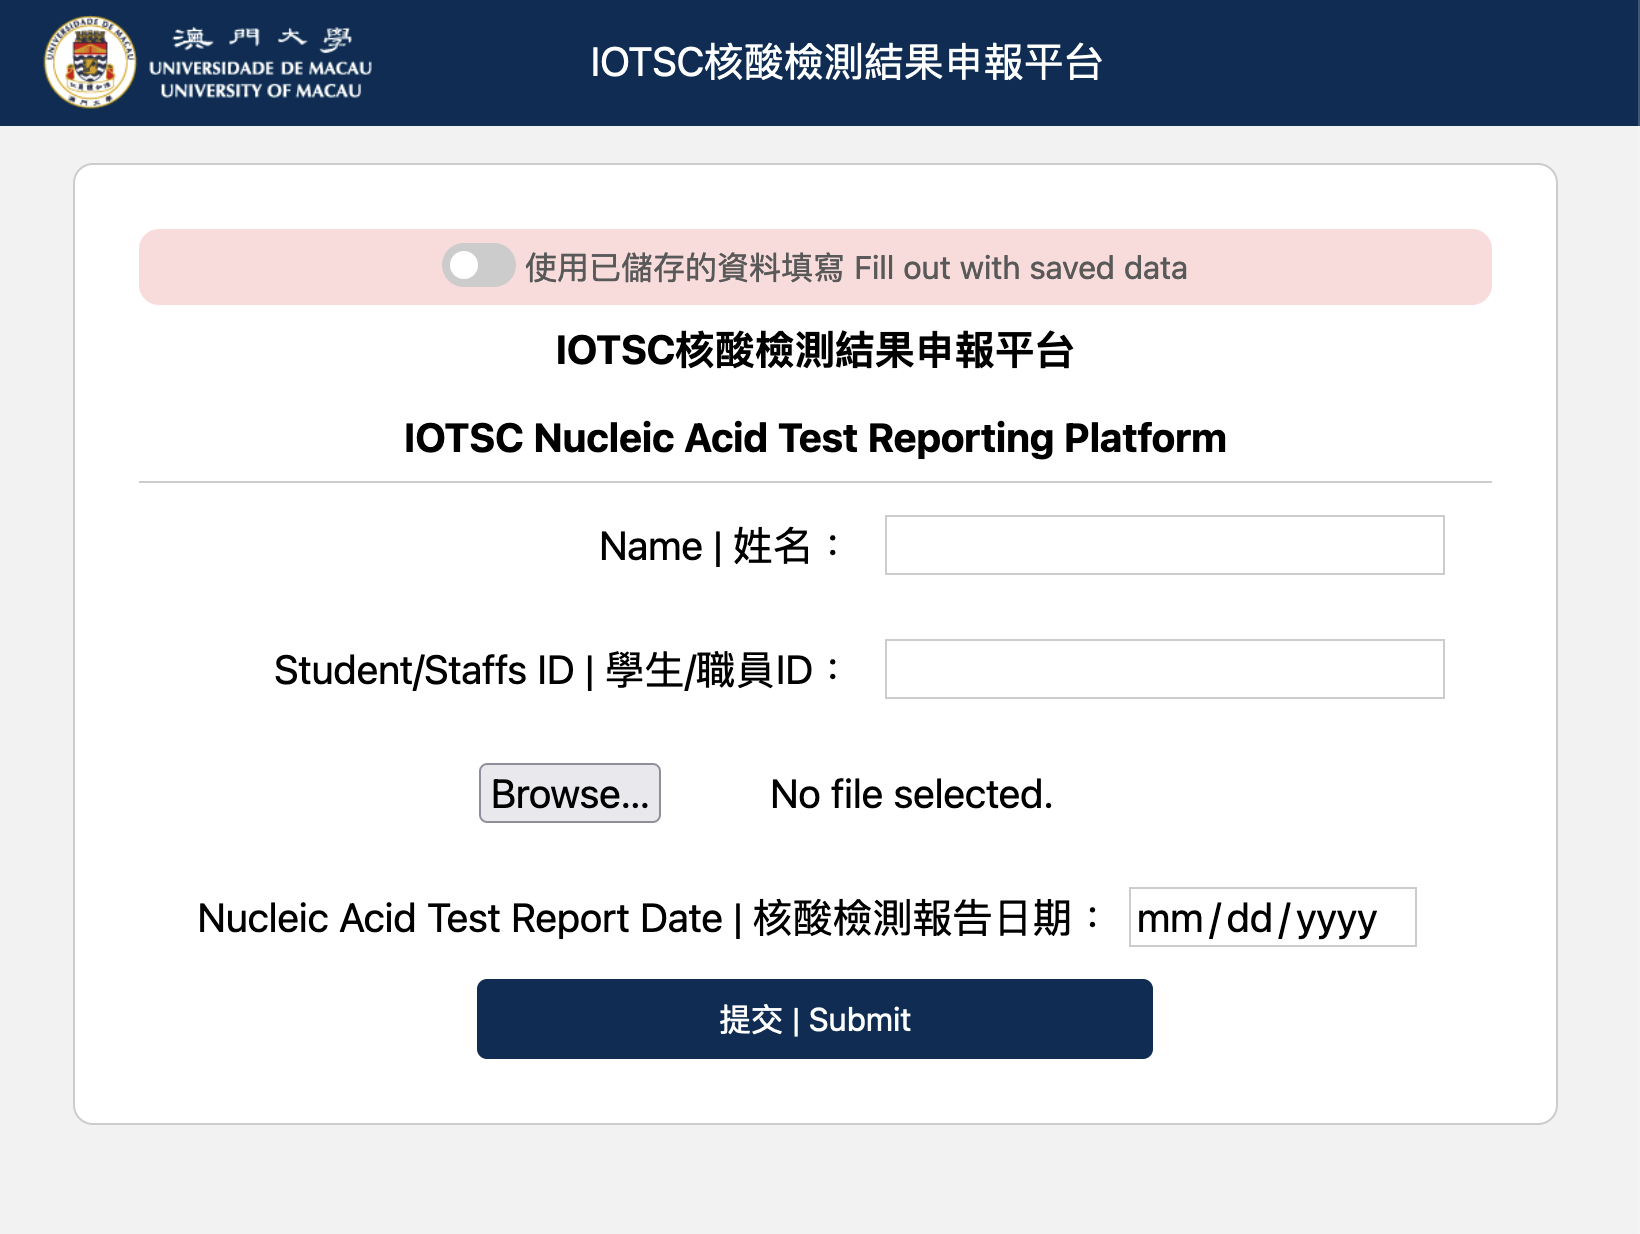 澳門大學
UNIVERSIDADE DE MACAU
UNIVERSITY OF MACAU
IOTSC核酸檢測結果申報平台
使用已儲存的資料填寫 Fill out with saved data
IOTSC核酸檢測結果申報平台
IOTSC Nucleic Acid Test Reporting Platform
Name | 姓名：
Student/Staffs ID | 學生/職員ID：
Browse... No file selected.
Nucleic Acid Test Report Date | 核酸檢測報告日期： mm/dd/yyyy
提交 | Submit